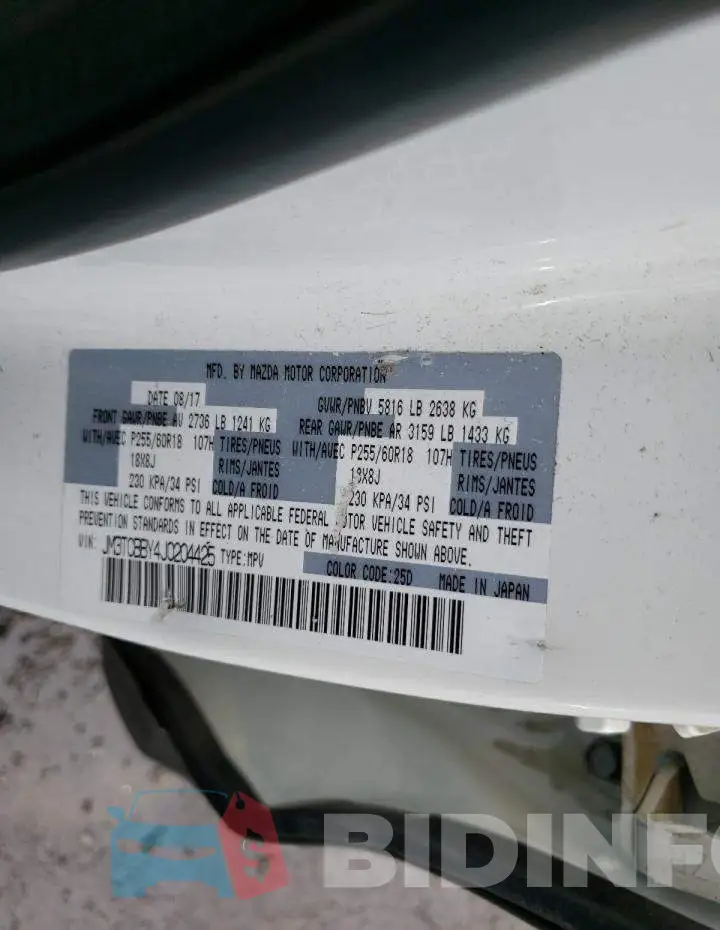 MFD. BY MAZDA MOTOR CORPORATION
DATE 08/17
GVWR/PNBV 5816 LB 2638 KG
FRONT GAWR/PNBE AV 2736 LB 1241 KG
REAR GAWR/PNBE AR 3159 LB 1433 KG
WITH/AVEC P255/60R18 107H TIRES/PNEUS
WITH/AVEC P255/60R18 107H TIRES/PNEUS
18X8J RIMS/JANTES
18X8J RIMS/JANTES
230 KPA/34 PSI COLD/A FROID
230 KPA/34 PSI COLD/A FROID
THIS VEHICLE CONFORMS TO ALL APPLICABLE FEDERAL MOTOR VEHICLE SAFETY AND THEFT
PREVENTION STANDARDS IN EFFECT ON THE DATE OF MANUFACTURE SHOWN ABOVE.
VIN: JM3TCBBY4J0204425 TYPE:MPV
COLOR CODE:25D MADE IN JAPAN
BIDINFO